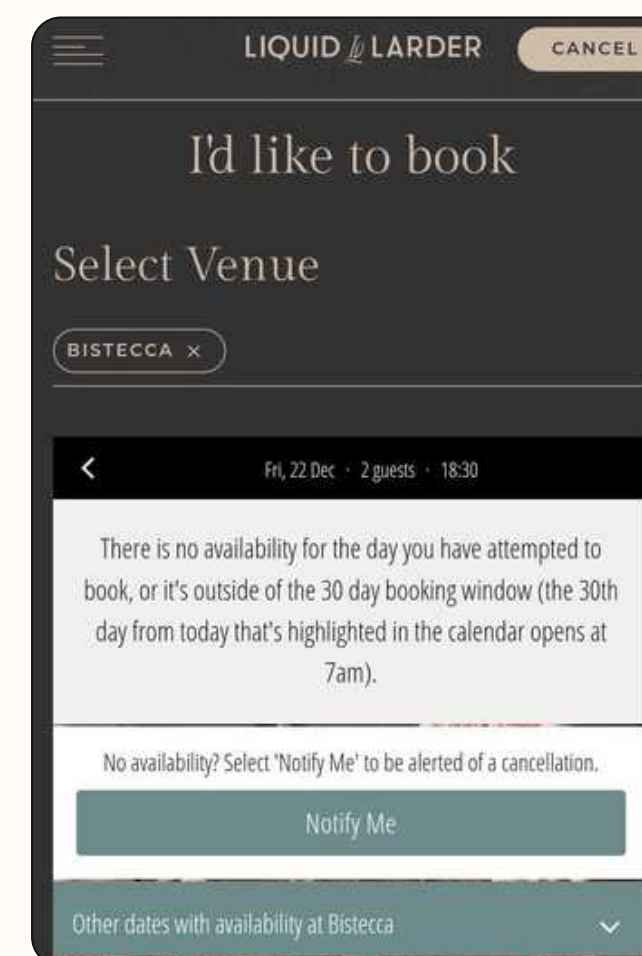 LIQUID & LARDER
CANCEL
I'd like to book
Select Venue
BISTECCA ×
Fri, 22 Dec · 2 guests · 18:30
There is no availability for the day you have attempted to
book, or it's outside of the 30 day booking window (the 30th
day from today that's highlighted in the calendar opens at
7am).
No availability? Select 'Notify Me' to be alerted of a cancellation.
Notify Me
Other dates with availability at Bistecca